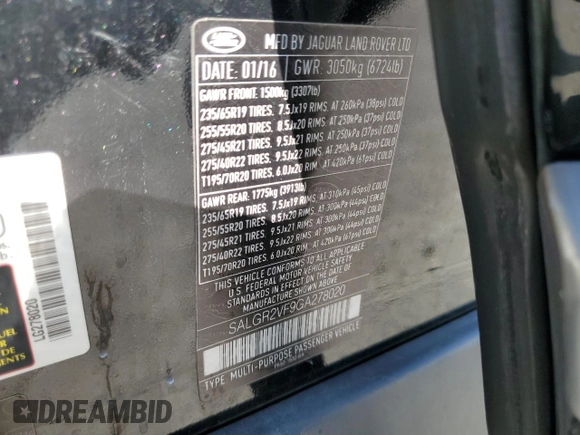 MFD BY JAGUAR LAND ROVER LTD
DATE: 01/16 GWR. 3050kg (6724lb)
GAWR FRONT: 1500kg (3307lb)
235/65R19 TIRES. 7.5Jx19 RIMS. AT 260kPa (38psi) COLD
255/55R20 TIRES. 8.5Jx20 RIMS AT 250kPa (37psi) COLD
275/45R21 TIRES. 9.5Jx21 RIMS AT 250kPa (37psi) COLD
275/40R22 TIRES. 9.5Jx22 RIMS AT 250kPa (37psi) COLD
T195/70R20 TIRES. 6.0Jx20 RIM AT 420kPa (61psi) COLD
GAWR REAR: 1775kg (3913lb)
235/65R19 TIRES. 7.5Jx19 RIMS AT 310kPa (45psi) COLD
255/55R20 TIRES. 8.5Jx20 RIMS AT 300kPa (44psi) COLD
275/45R21 TIRES. 9.5Jx21 RIMS AT 300kPa (44psi) COLD
275/40R22 TIRES. 9.5Jx22 RIMS AT 300kPa (44psi) COLD
T195/70R20 TIRES. 6.0Jx20 RIM AT 420kPa (61psi) COLD
THIS VEHICLE CONFORMS TO ALL APPLICABLE
FEDERAL MOTOR VEHICLE SAFETY AND
THEFT PREVENTION STANDARDS IN EFFECT
ON THE DATE OF MANUFACTURE SHOWN ABOVE
SALGR2VF9GA278020
TYPE: MULTI-PURPOSE PASSENGER VEHICLE
LG278020
DREAMBID